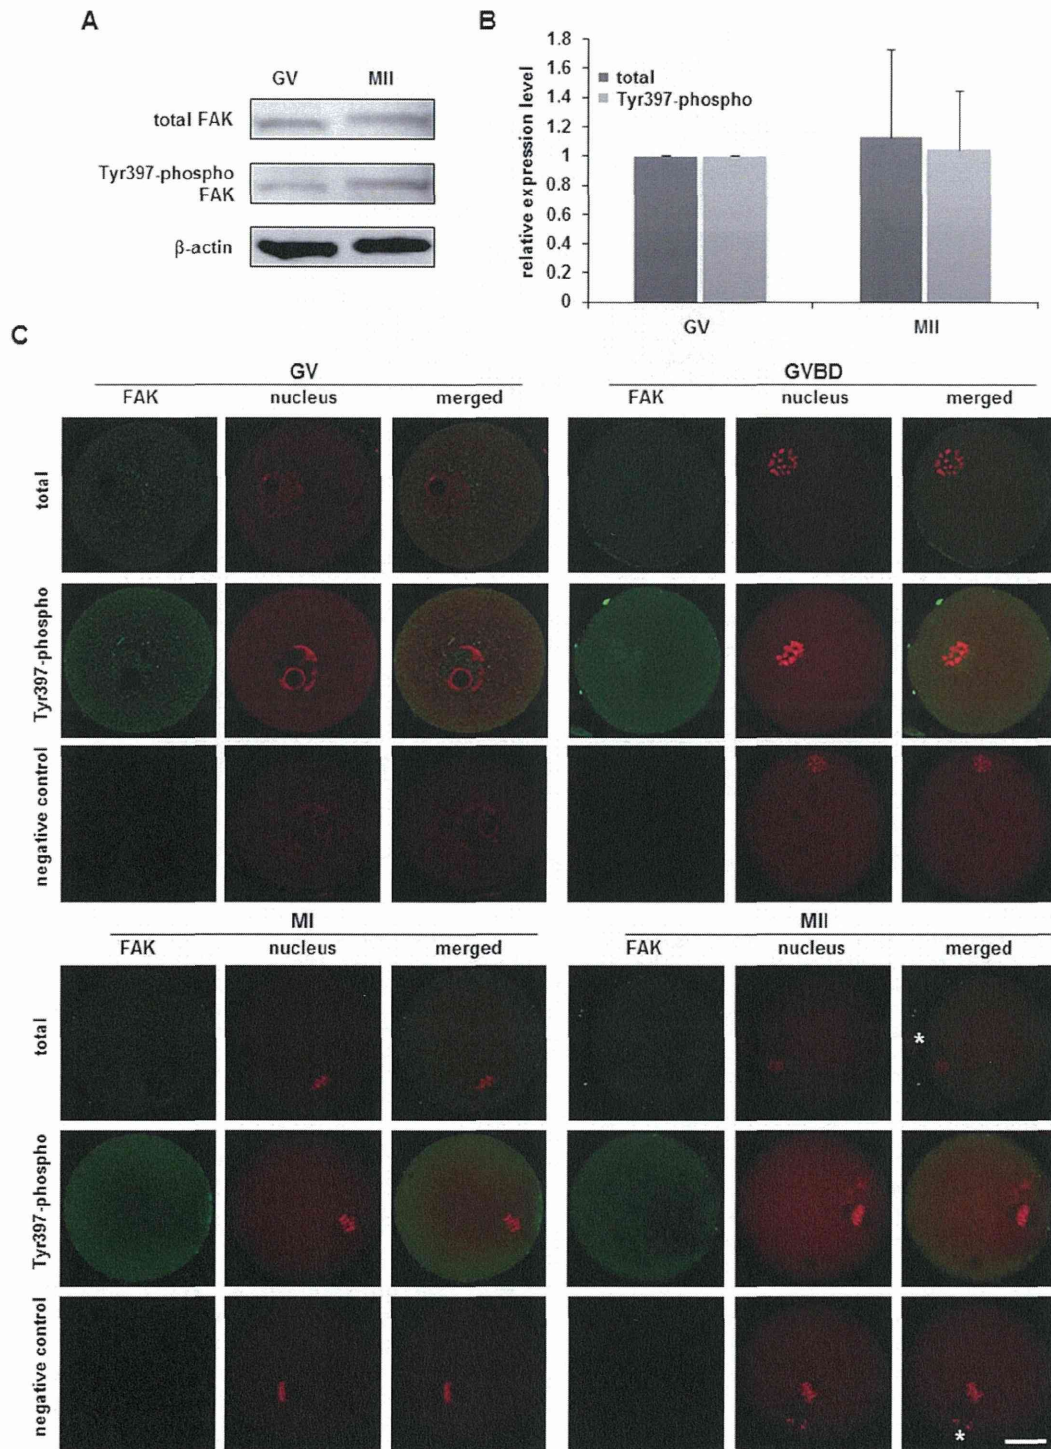 A
GV MII
total FAK
Tyr397-phospho
FAK
β-actin
B
1.8
1.6
1.4
1.2
1
0.8
0.6
0.4
0.2
0
relative expression level
total
Tyr397-phospho
GV MII
C
GV GVBD
FAK nucleus merged FAK nucleus merged
total
Tyr397-phospho
negative control
MI MII
FAK nucleus merged FAK nucleus merged
total
*
Tyr397-phospho
negative control
*